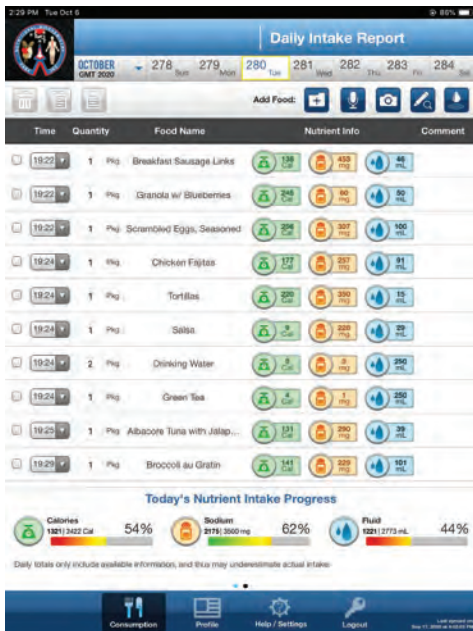 2:29 PM Tue Oct 6 86%
Daily Intake Report
OCTOBER
GMT 2020
278 Sun 279 Mon 280 Tue 281 Wed 282 Thu 283 Fri 284 Sat
Add Food:
Time Quantity Food Name Nutrient Info Comment
19:22 1 Pkg Breakfast Sausage Links 138 Cal 453 mg 46 mL
19:22 1 Pkg Granola w/ Blueberries 246 Cal 60 mg 50 mL
19:22 1 Pkg Scrambled Eggs, Seasoned Cal 307 mg 100 mL
19:24 1 Pkg Chicken Fajitas 177 Cal 257 mg 91 mL
19:24 1 Pkg Tortillas 220 Cal 350 mg 15 mL
19:24 1 Pkg Salsa 9 Cal 228 mg 29 mL
19:24 2 Pkg Drinking Water 0 Cal 0 mg 250 mL
19:24 1 Pkg Green Tea 4 Cal 1 mg 250 mL
19:25 1 Pkg Albacore Tuna with Jalap... 131 Cal 290 mg 39 mL
19:29 1 Pkg Broccoli au Gratin 141 Cal 229 mg 101 mL
Today's Nutrient Intake Progress
Calories
1321 | 2422 Cal 54%
Sodium
2175 | 3500 mg 62%
Fluid
1221 | 2773 mL 44%
Daily totals only include available information, and thus may underestimate actual intake.
Consumption Profile Help / Settings Logout
Last synced on